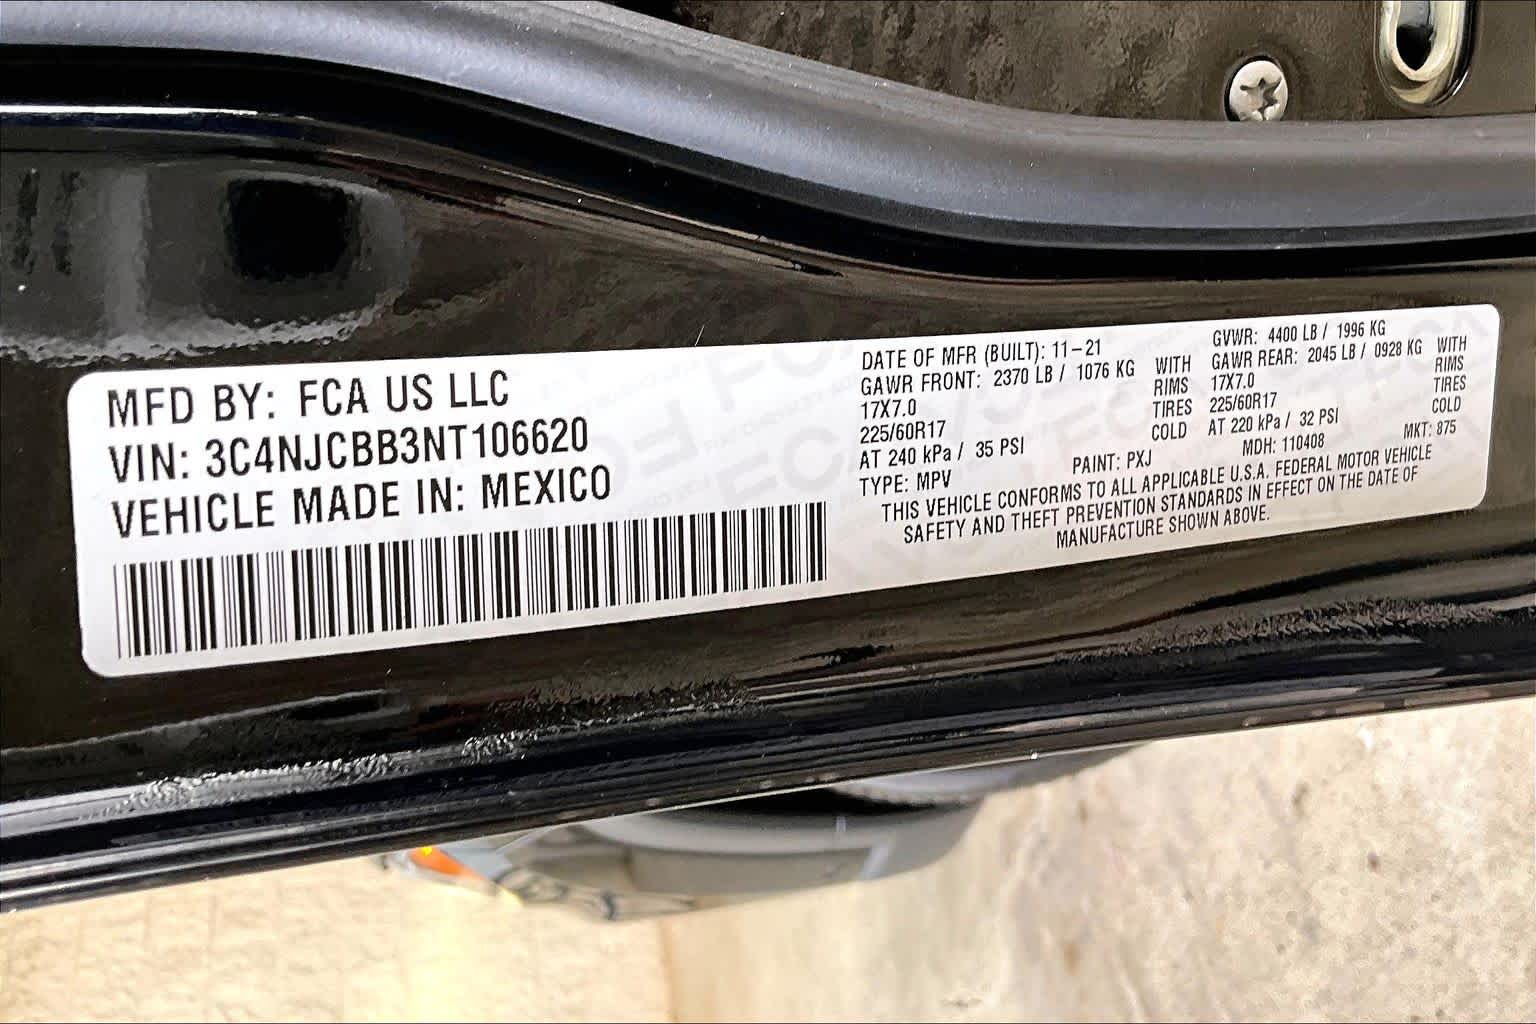 MFD BY: FCA US LLC
VIN: 3C4NJCBB3NT106620
VEHICLE MADE IN: MEXICO
DATE OF MFR (BUILT): 11-21 GVWR: 4400 LB / 1996 KG
GAWR FRONT: 2370 LB / 1076 KG WITH GAWR REAR: 2045 LB / 0928 KG WITH
17X7.0 RIMS 17X7.0 RIMS
225/60R17 TIRES 225/60R17 TIRES
AT 240 kPa / 35 PSI COLD AT 220 kPa / 32 PSI COLD
TYPE: MPV PAINT: PXJ MDH: 110408 MKT: 875
THIS VEHICLE CONFORMS TO ALL APPLICABLE U.S.A. FEDERAL MOTOR VEHICLE
SAFETY AND THEFT PREVENTION STANDARDS IN EFFECT ON THE DATE OF
MANUFACTURE SHOWN ABOVE.